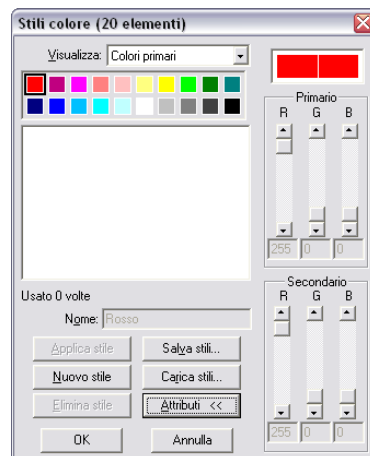 Stili colore (20 elementi)
Visualizza: Colori primari
Primario
R G B
255 0 0
Usato 0 volte
Nome: Rosso
Applica stile Salva stili...
Nuovo stile Carica stili...
Elimina stile Attributi <<
OK Annulla
Secondario
R G B
255 0 0